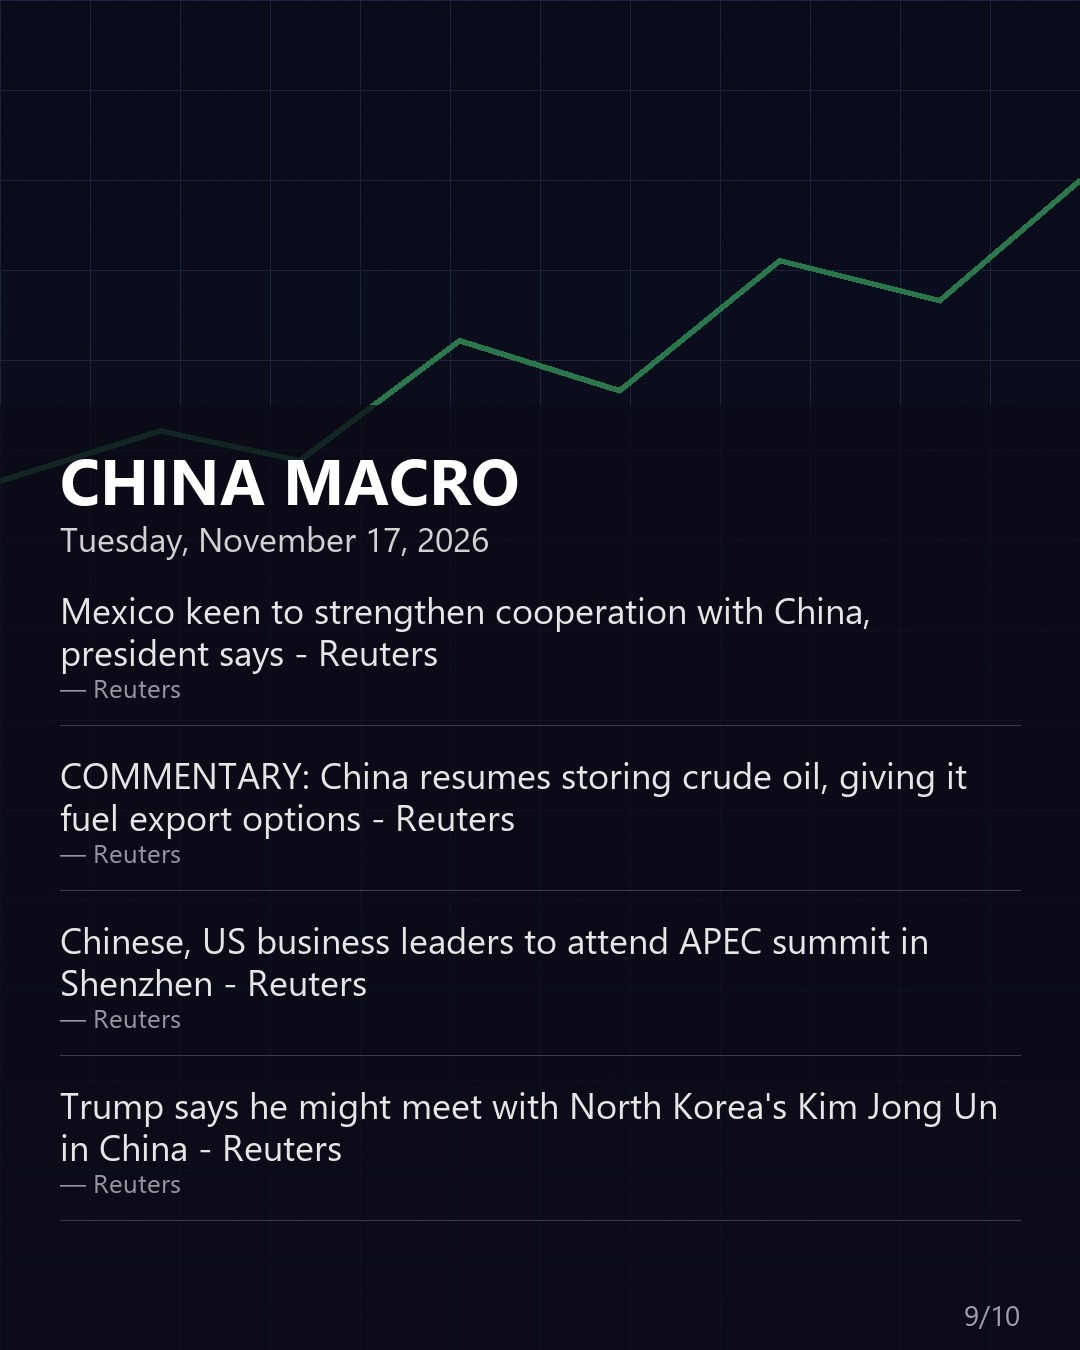 CHINA MACRO
Tuesday, November 17, 2026
Mexico keen to strengthen cooperation with China,
president says - Reuters
— Reuters
COMMENTARY: China resumes storing crude oil, giving it
fuel export options - Reuters
— Reuters
Chinese, US business leaders to attend APEC summit in
Shenzhen - Reuters
— Reuters
Trump says he might meet with North Korea's Kim Jong Un
in China - Reuters
— Reuters
9/10